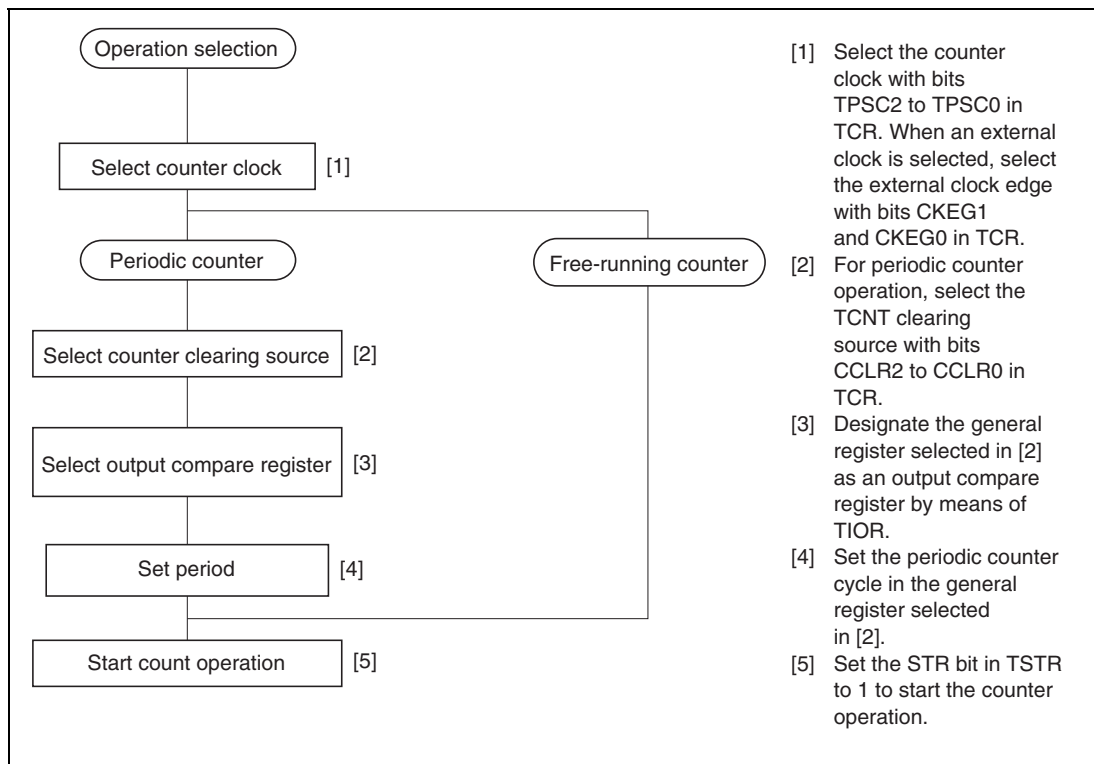 Operation selection
Select counter clock
[1]
Periodic counter
Free-running counter
Select counter clearing source
[2]
Select output compare register
[3]
Set period
[4]
Start count operation
[5]
[1] Select the counter
clock with bits
TPSC2 to TPSC0 in
TCR. When an external
clock is selected, select
the external clock edge
with bits CKEG1
and CKEG0 in TCR.
[2] For periodic counter
operation, select the
TCNT clearing
source with bits
CCLR2 to CCLR0 in
TCR.
[3] Designate the general
register selected in [2]
as an output compare
register by means of
TIOR.
[4] Set the periodic counter
cycle in the general
register selected
in [2].
[5] Set the STR bit in TSTR
to 1 to start the counter
operation.